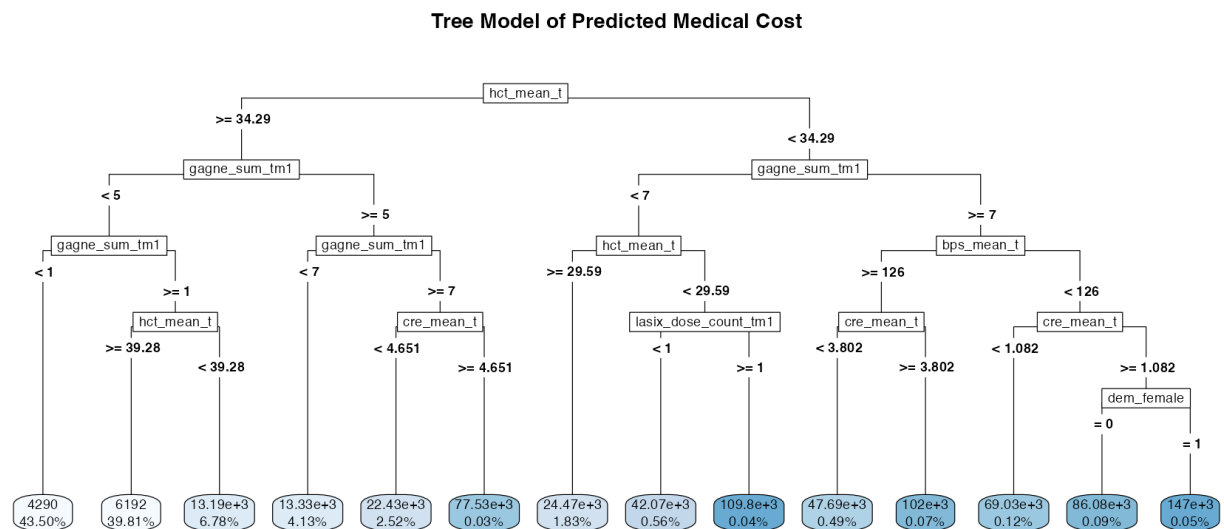 Tree Model of Predicted Medical Cost
hct_mean_t
>= 34.29
< 34.29
gagne_sum_tm1
gagne_sum_tm1
< 5
>= 5
< 7
>= 7
gagne_sum_tm1
gagne_sum_tm1
hct_mean_t
bps_mean_t
< 1
>= 1
< 7
>= 7
>= 29.59
< 29.59
>= 126
< 126
hct_mean_t
cre_mean_t
lasix_dose_count_tm1
cre_mean_t
cre_mean_t
>= 39.28
< 39.28
< 4.651
>= 4.651
< 1
>= 1
< 3.802
>= 3.802
< 1.082
>= 1.082
dem_female
= 0
= 1
4290
43.50%
6192
39.81%
13.19e+3
6.78%
13.33e+3
4.13%
22.43e+3
2.52%
77.53e+3
0.03%
24.47e+3
1.83%
42.07e+3
0.56%
109.8e+3
0.04%
47.69e+3
0.49%
102e+3
0.07%
69.03e+3
0.12%
86.08e+3
0.09%
147e+3
0.05%